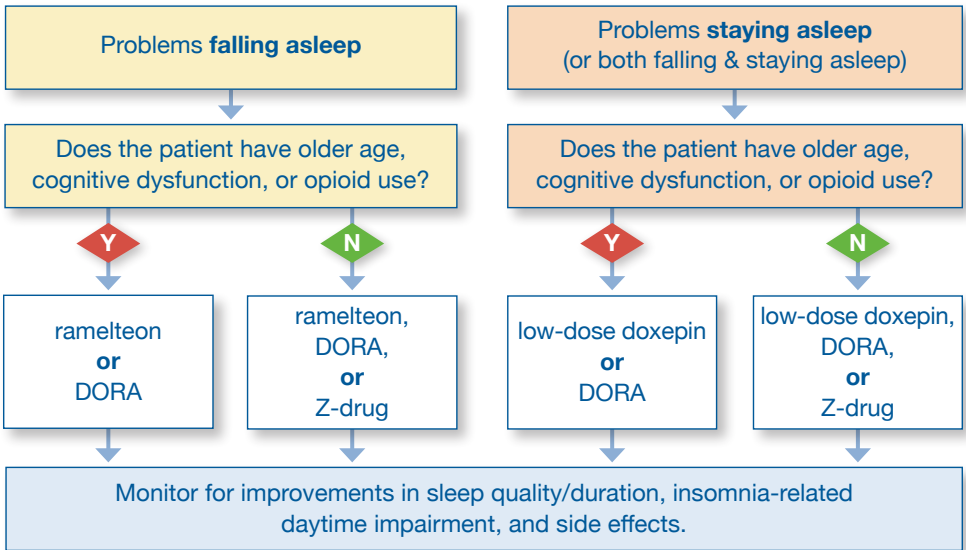 Problems falling asleep
Problems staying asleep
(or both falling & staying asleep)
Does the patient have older age,
cognitive dysfunction, or opioid use?
Does the patient have older age,
cognitive dysfunction, or opioid use?
Y
N
Y
N
ramelteon
or
DORA
ramelteon,
DORA,
or
Z-drug
low-dose doxepin
or
DORA
low-dose doxepin,
DORA,
or
Z-drug
Monitor for improvements in sleep quality/duration, insomnia-related
daytime impairment, and side effects.